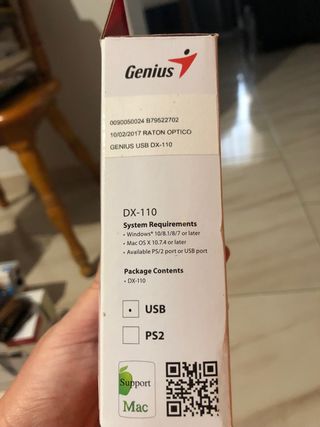 Genius
0090050024 B79522702
10/02/2017 RATON OPTICO
GENIUS USB DX-110
DX-110
System Requirements
• Windows® 10/8.1/8/7 or later
• Mac OS X 10.7.4 or later
• Available PS/2 port or USB port
Package Contents
• DX-110
USB
PS2
Support
Mac